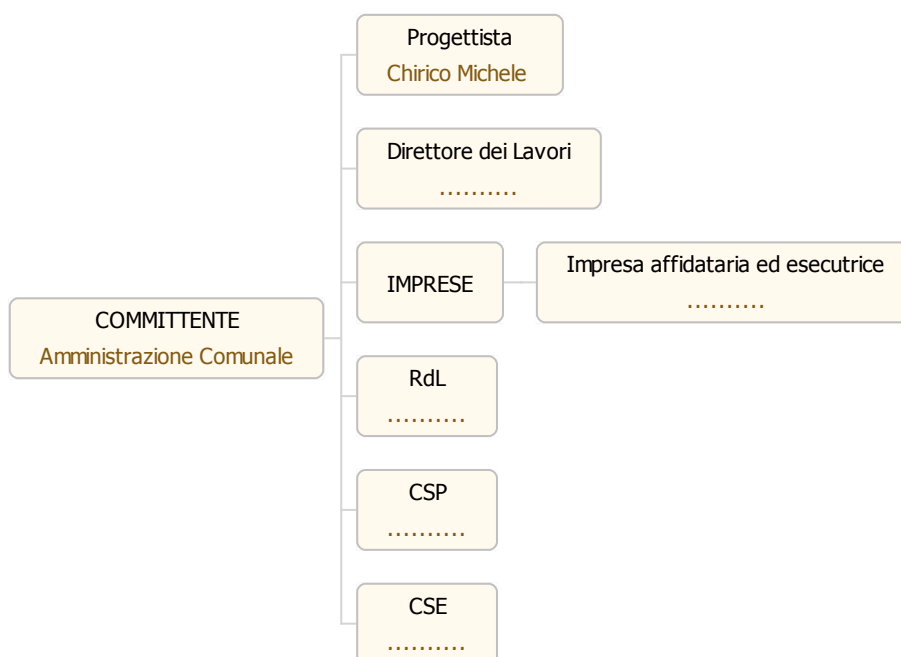 Progettista
Chirico Michele
Direttore dei Lavori
..........
IMPRESE
Impresa affidataria ed esecutrice
..........
COMMITTENTE
Amministrazione Comunale
RdL
..........
CSP
..........
CSE
..........